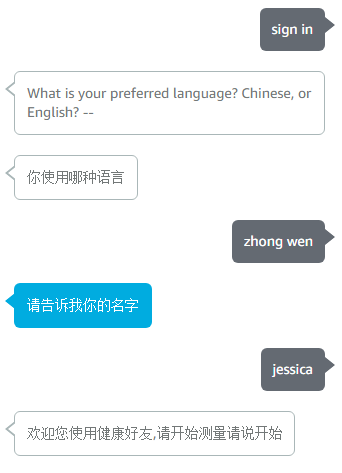 sign in
What is your preferred language? Chinese, or
English? --
你使用哪种语言
zhong wen
请告诉我你的名字
jessica
欢迎您使用健康好友,请开始测量请说开始